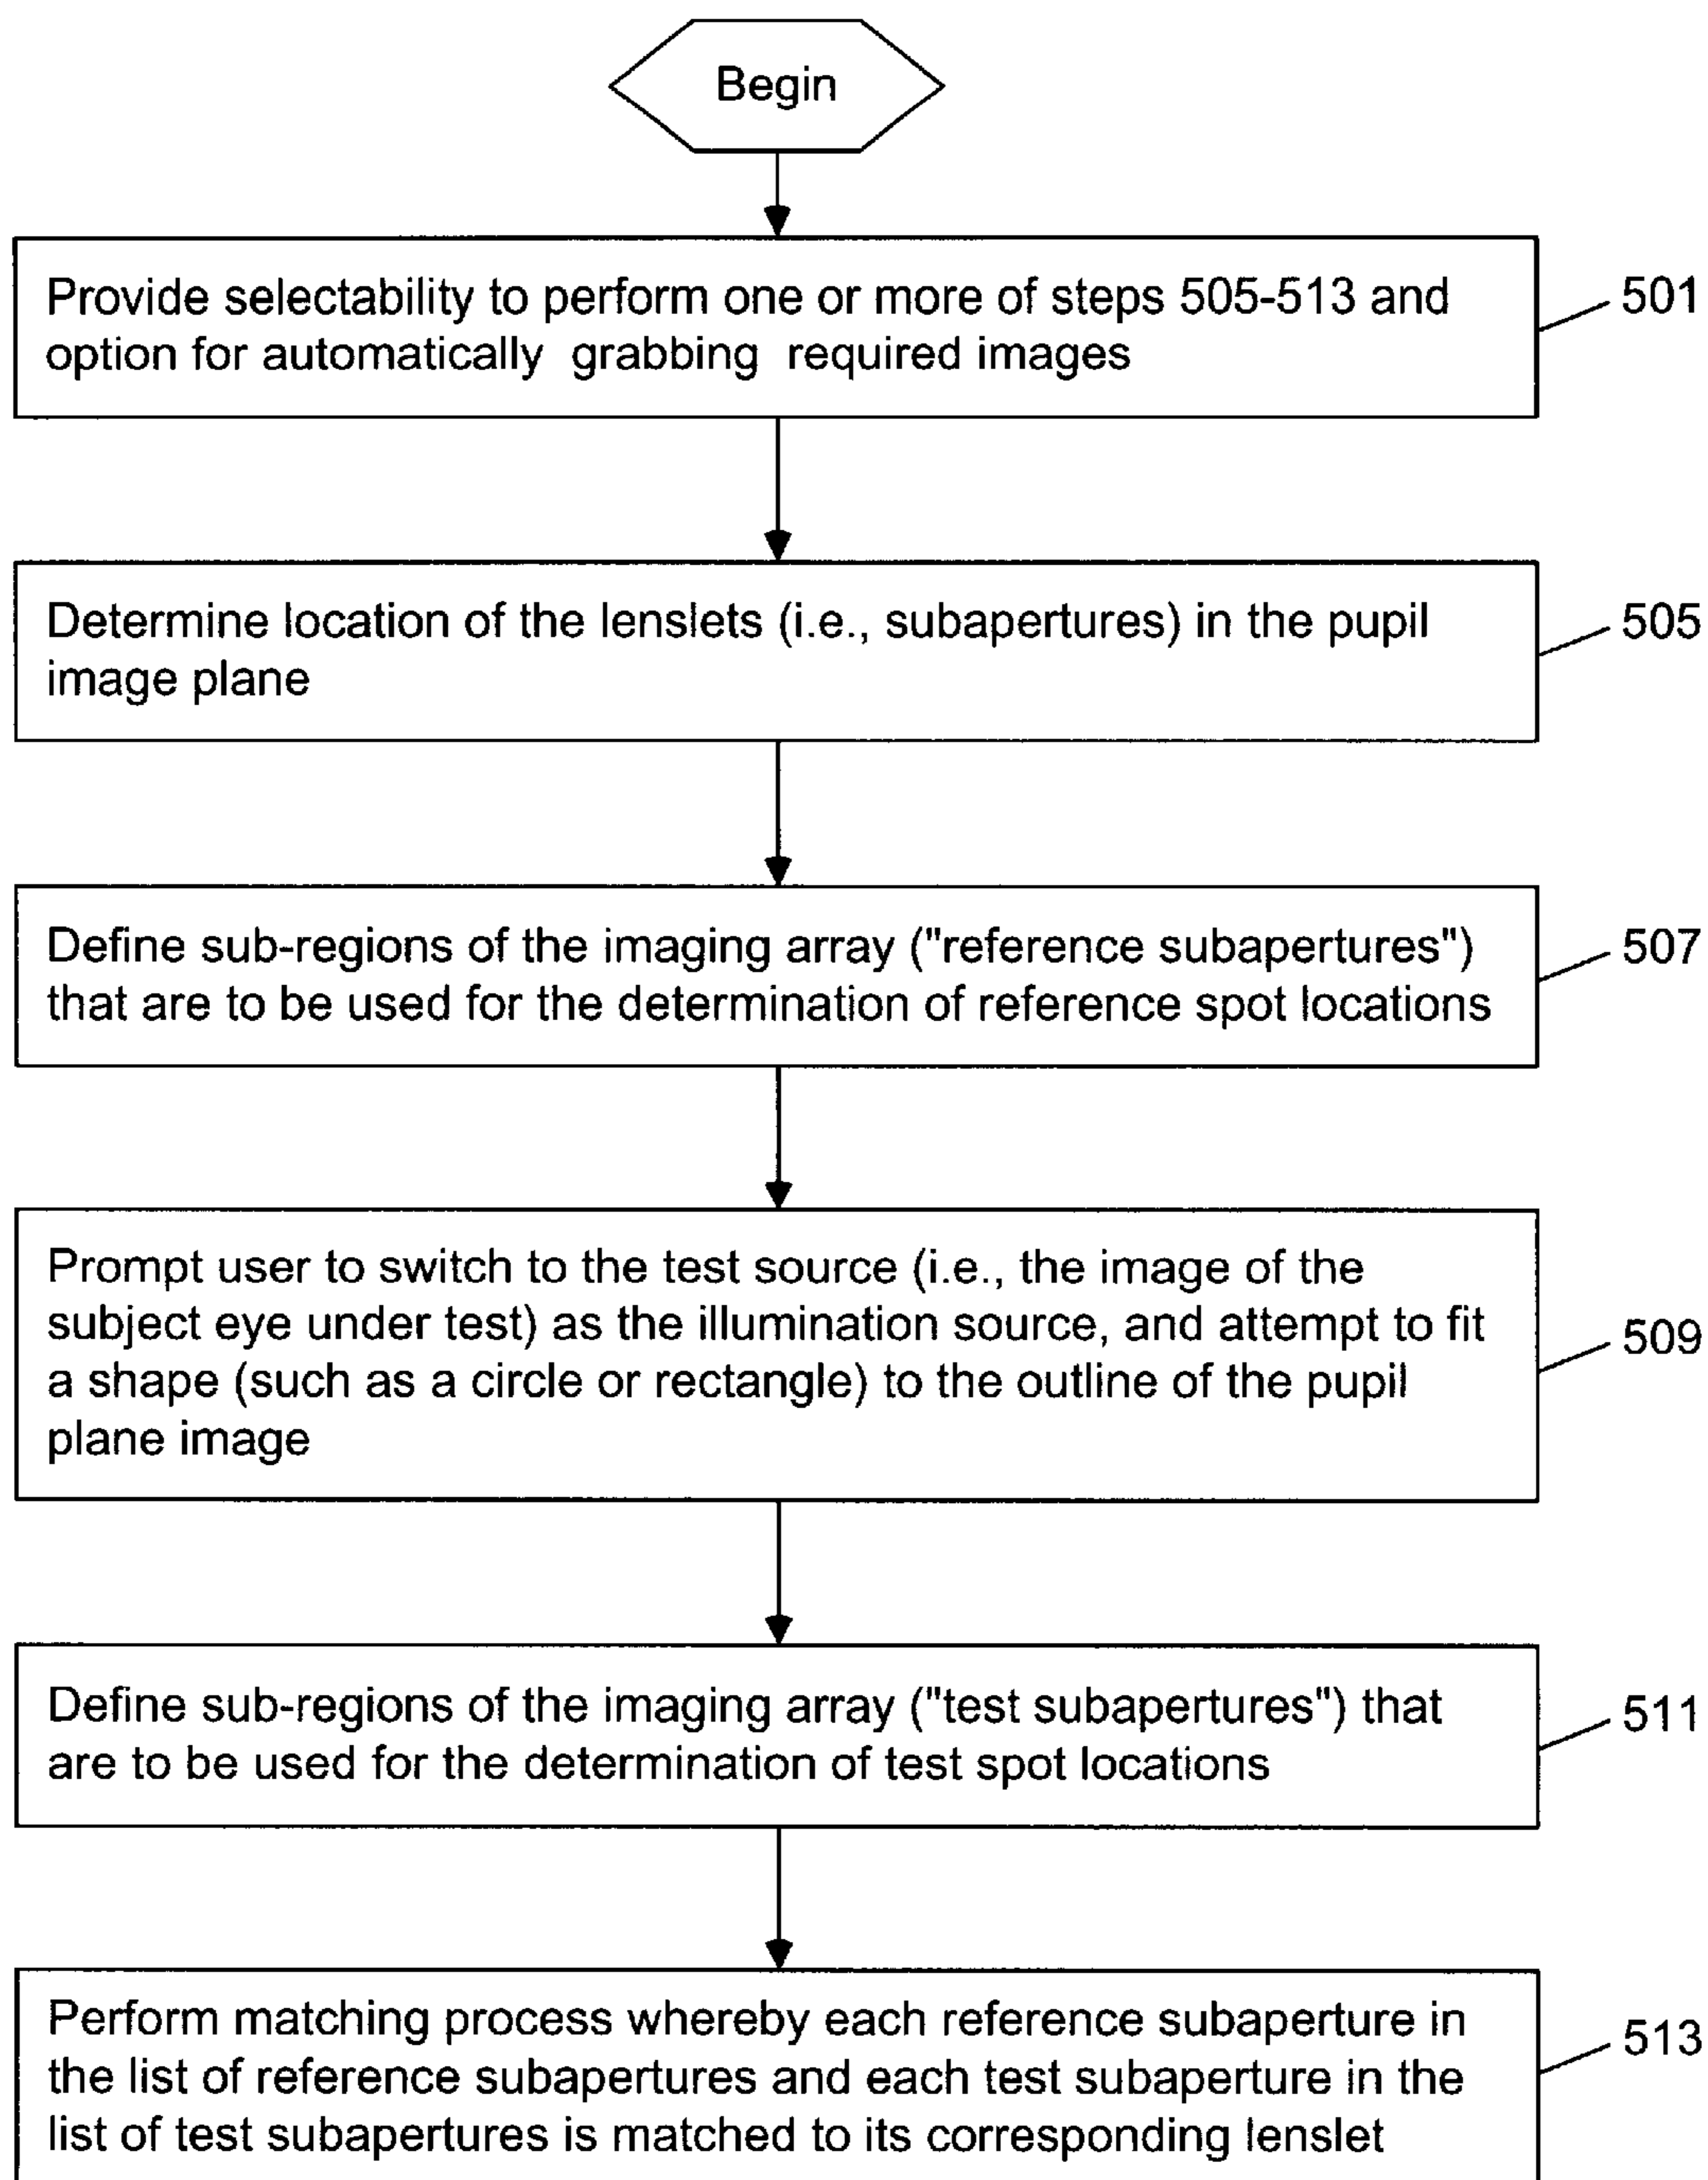 Begin
Provide selectability to perform one or more of steps 505-513 and
option for automatically grabbing required images
501
Determine location of the lenslets (i.e., subapertures) in the pupil
image plane
505
Define sub-regions of the imaging array ("reference subapertures")
that are to be used for the determination of reference spot locations
507
Prompt user to switch to the test source (i.e., the image of the
subject eye under test) as the illumination source, and attempt to fit
a shape (such as a circle or rectangle) to the outline of the pupil
plane image
509
Define sub-regions of the imaging array ("test subapertures") that
are to be used for the determination of test spot locations
511
Perform matching process whereby each reference subaperture in
the list of reference subapertures and each test subaperture in the
list of test subapertures is matched to its corresponding lenslet
513